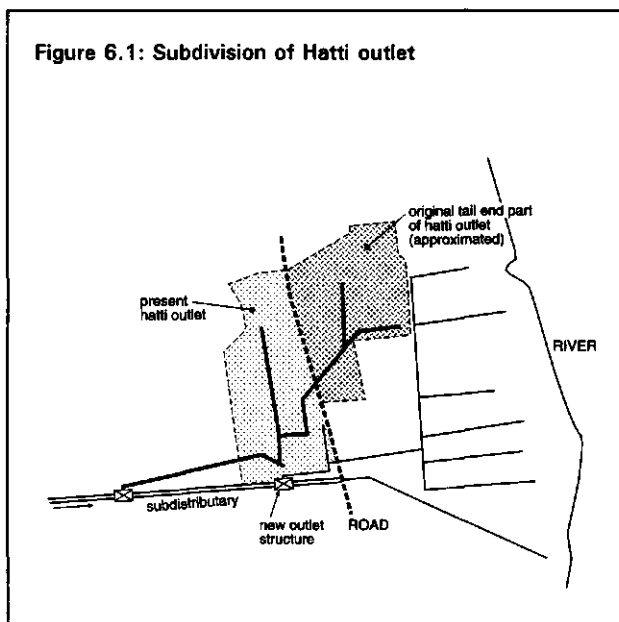 Figure 6.1: Subdivision of Hatti outlet
original tail end part
of hatti outlet
(approximated)
present
hatti outlet
RIVER
subdistributary
new outlet
structure
ROAD